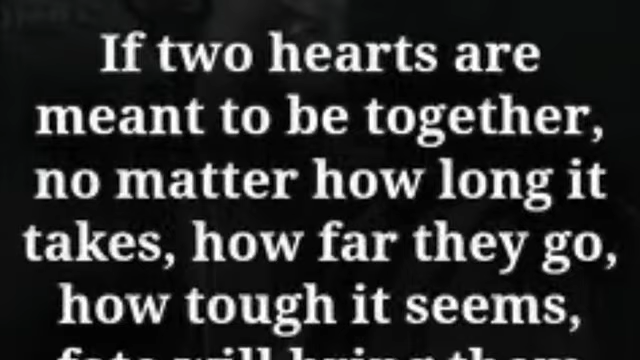 If two hearts are
meant to be together,
no matter how long it
takes, how far they go,
how tough it seems,
fate will bring them